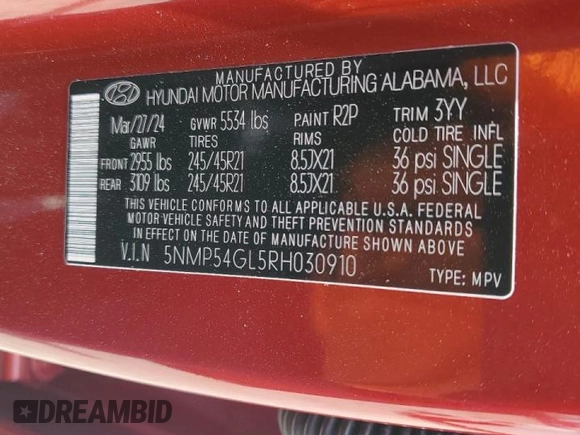 MANUFACTURED BY
HYUNDAI MOTOR MANUFACTURING ALABAMA, LLC
Mar/27/24 GVWR 5534 lbs PAINT R2P TRIM 3YY
GAWR TIRES RIMS COLD TIRE INFL
FRONT 2955 lbs 245/45R21 8.5JX21 36 psi SINGLE
REAR 3109 lbs 245/45R21 8.5JX21 36 psi SINGLE
THIS VEHICLE CONFORMS TO ALL APPLICABLE U.S.A. FEDERAL
MOTOR VEHICLE SAFETY AND THEFT PREVENTION STANDARDS
IN EFFECT ON THE DATE OF MANUFACTURE SHOWN ABOVE.
V.I.N 5NMP54GL5RH030910
TYPE: MPV
DREAMBID